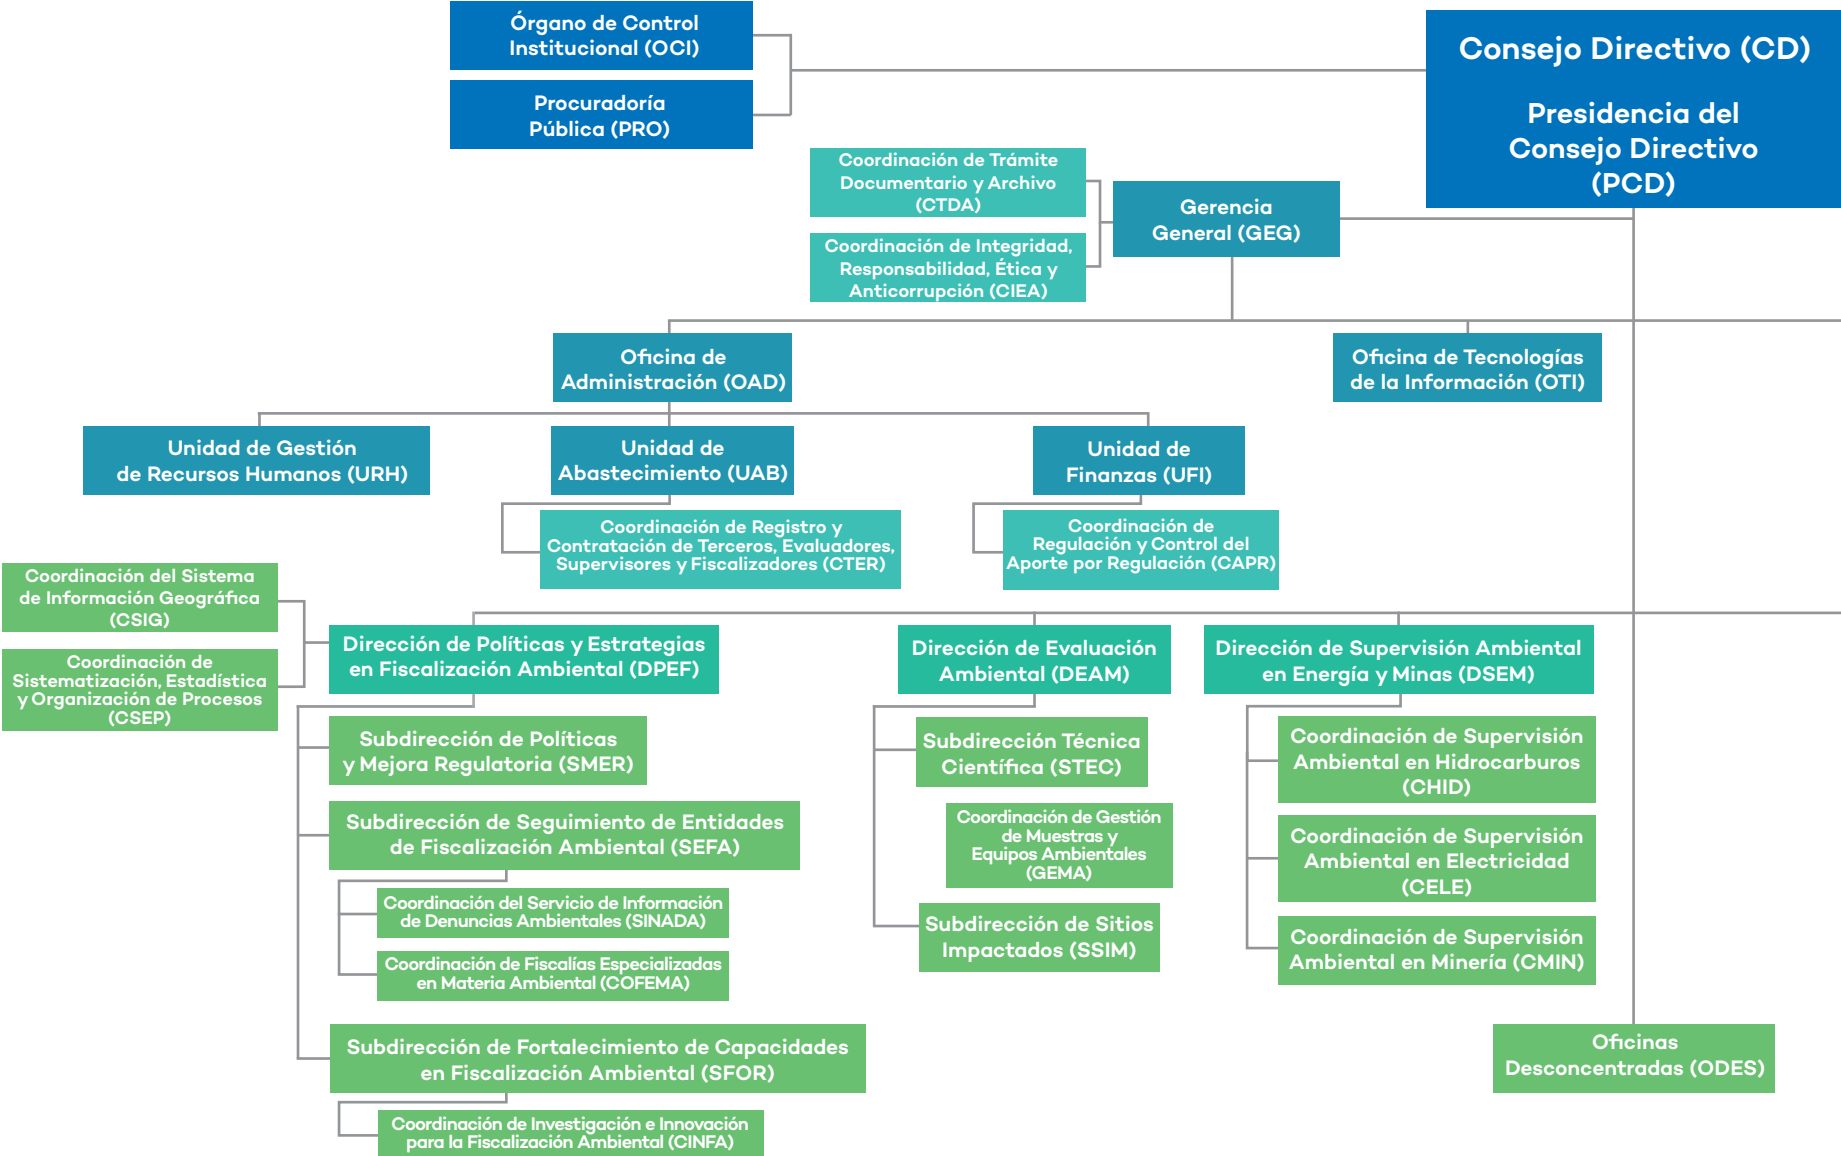 Órgano de Control
Institucional (OCI)
Procuradoría
Pública (PRO)
Consejo Directivo (CD)
Presidencia del
Consejo Directivo
(PCD)
Coordinación de Trámite
Documentario y Archivo
(CTDA)
Coordinación de Integridad,
Responsabilidad, Ética y
Anticorrupción (CIEA)
Gerencia
General (GEG)
Oficina de
Administración (OAD)
Oficina de Tecnologías
de la Información (OTI)
Unidad de Gestión
de Recursos Humanos (URH)
Unidad de
Abastecimiento (UAB)
Unidad de
Finanzas (UFI)
Coordinación de Registro y
Contratación de Terceros, Evaluadores,
Supervisores y Fiscalizadores (CTER)
Coordinación de
Regulación y Control del
Aporte por Regulación (CAPR)
Coordinación del Sistema
de Información Geográfica
(CSIG)
Coordinación de
Sistematización, Estadística
y Organización de Procesos
(CSEP)
Dirección de Políticas y Estrategias
en Fiscalización Ambiental (DPEF)
Subdirección de Políticas
y Mejora Regulatoria (SMER)
Subdirección de Seguimiento de Entidades
de Fiscalización Ambiental (SEFA)
Coordinación del Servicio de Información
de Denuncias Ambientales (SINADA)
Coordinación de Fiscalías Especializadas
en Materia Ambiental (COFEMA)
Subdirección de Fortalecimiento de Capacidades
en Fiscalización Ambiental (SFOR)
Coordinación de Investigación e Innovación
para la Fiscalización Ambiental (CINFA)
Dirección de Evaluación
Ambiental (DEAM)
Subdirección Técnica
Científica (STEC)
Coordinación de Gestión
de Muestras y
Equipos Ambientales
(GEMA)
Subdirección de Sitios
Impactados (SSIM)
Dirección de Supervisión Ambiental
en Energía y Minas (DSEM)
Coordinación de Supervisión
Ambiental en Hidrocarburos
(CHID)
Coordinación de Supervisión
Ambiental en Electricidad
(CELE)
Coordinación de Supervisión
Ambiental en Minería (CMIN)
Oficinas
Desconcentradas (ODES)